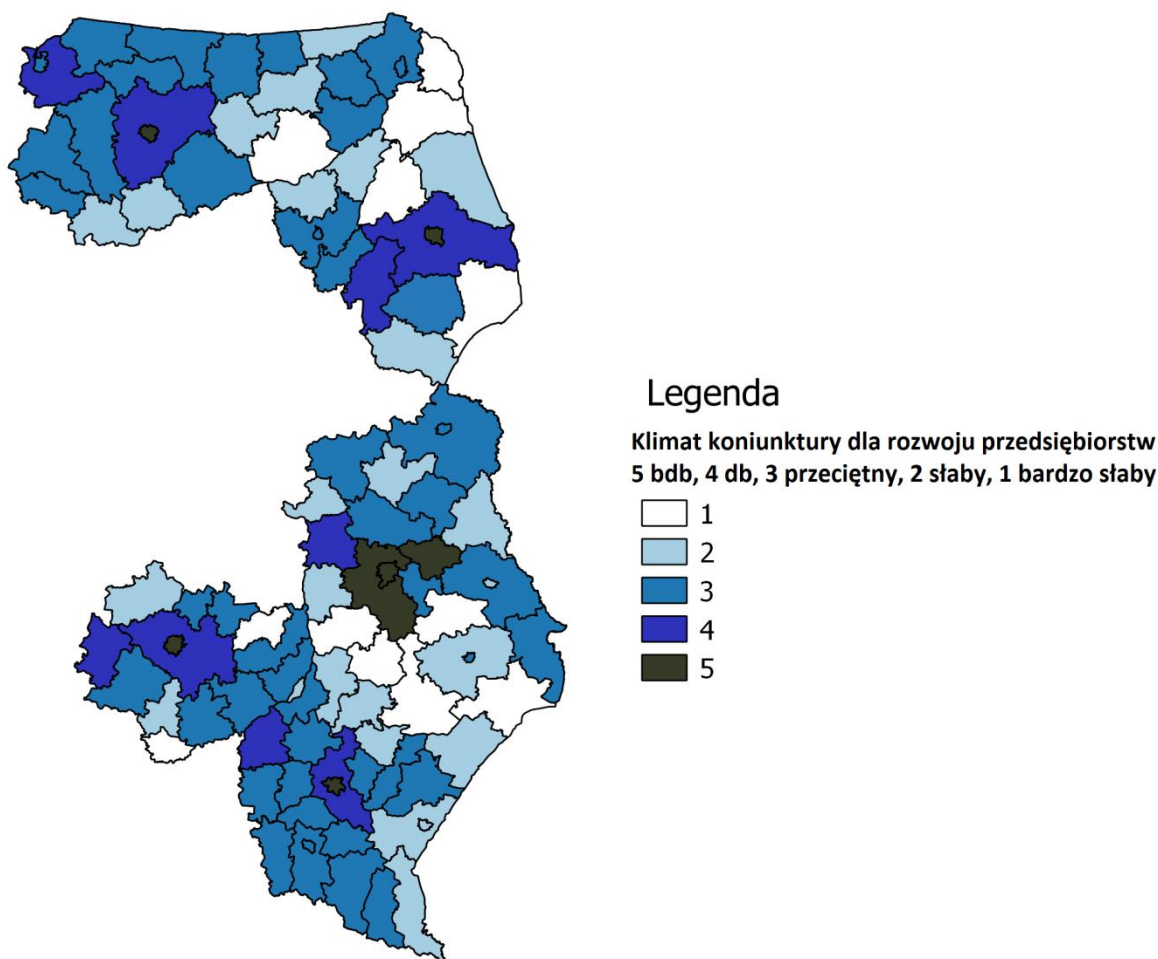 Legenda
Klimat koniunktury dla rozwoju przedsiębiorstw
5 bdb, 4 db, 3 przeciętny, 2 słaby, 1 bardzo słaby
1
2
3
4
5